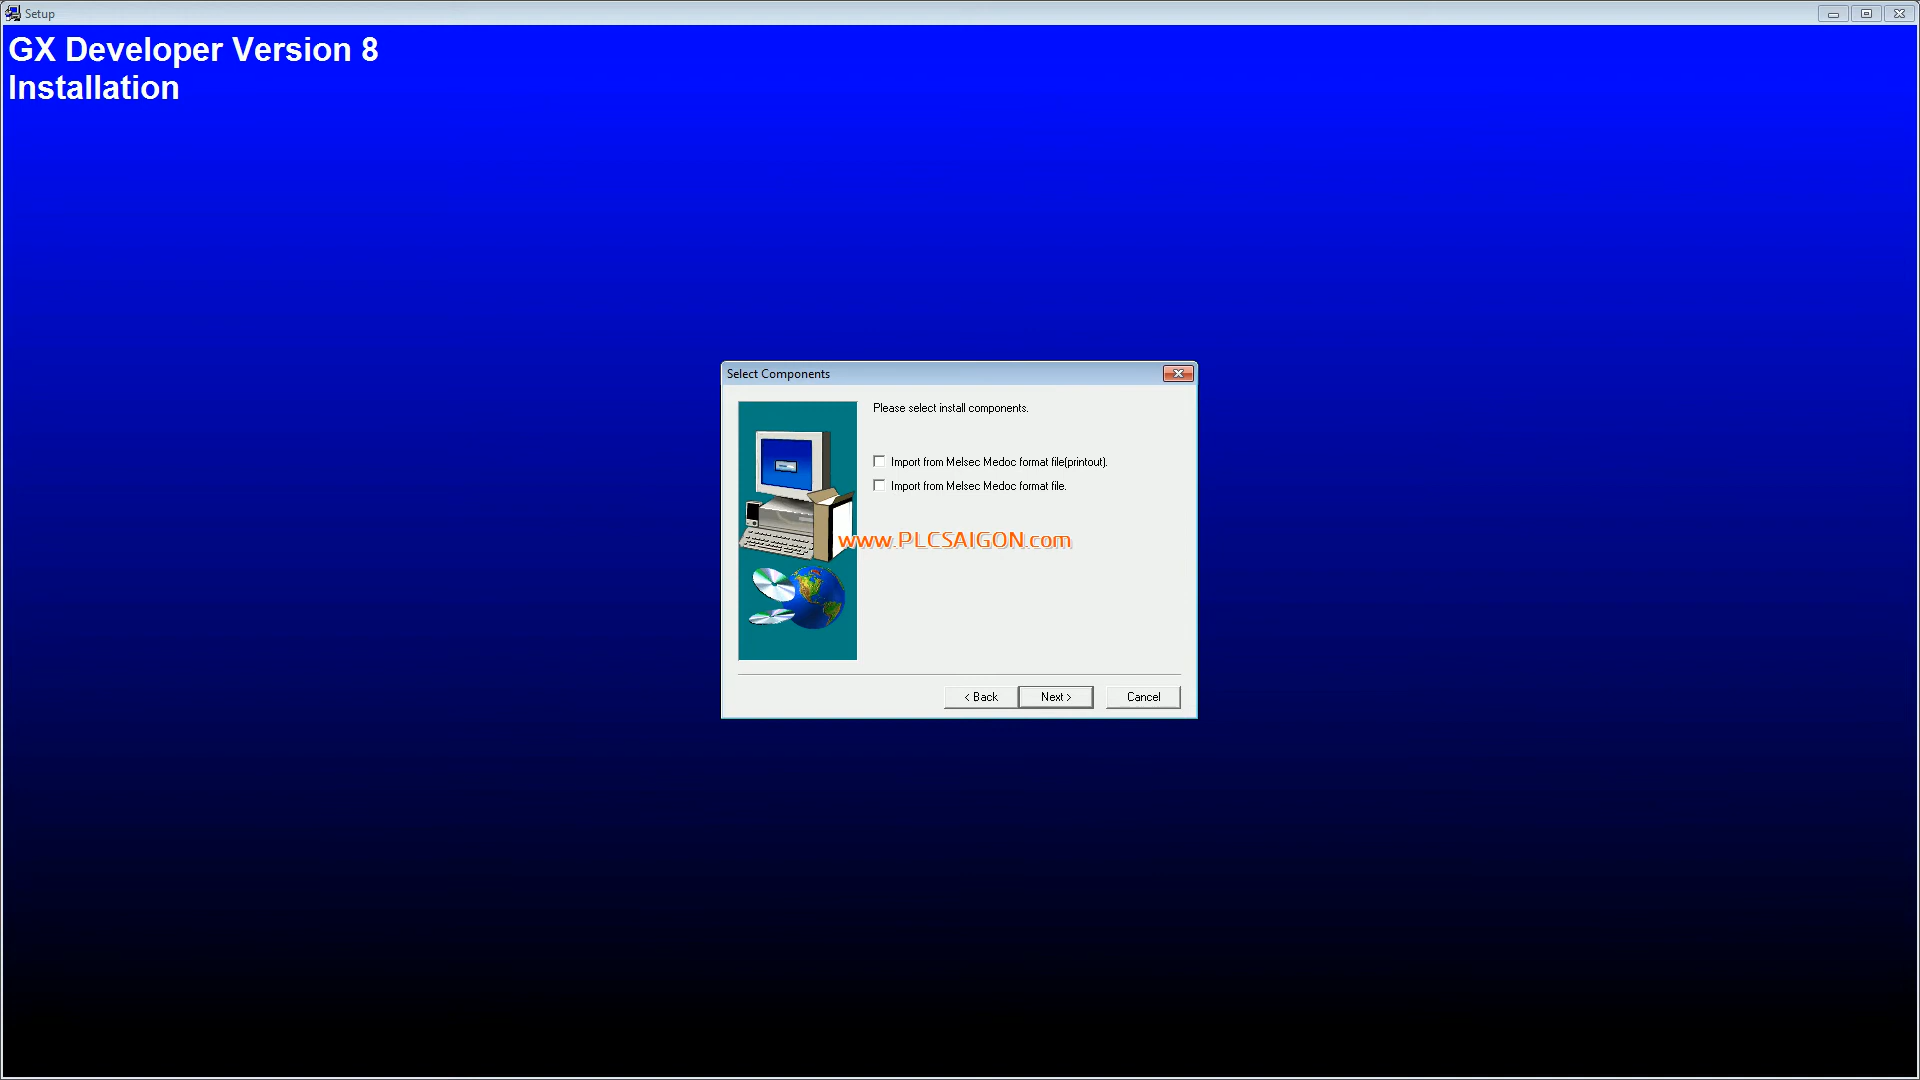 Setup
GX Developer Version 8
Installation
Select Components
Please select install components.
Import from Melsec Medoc format file(printout).
Import from Melsec Medoc format file.
www.PLCSAIGON.com
< Back
Next >
Cancel